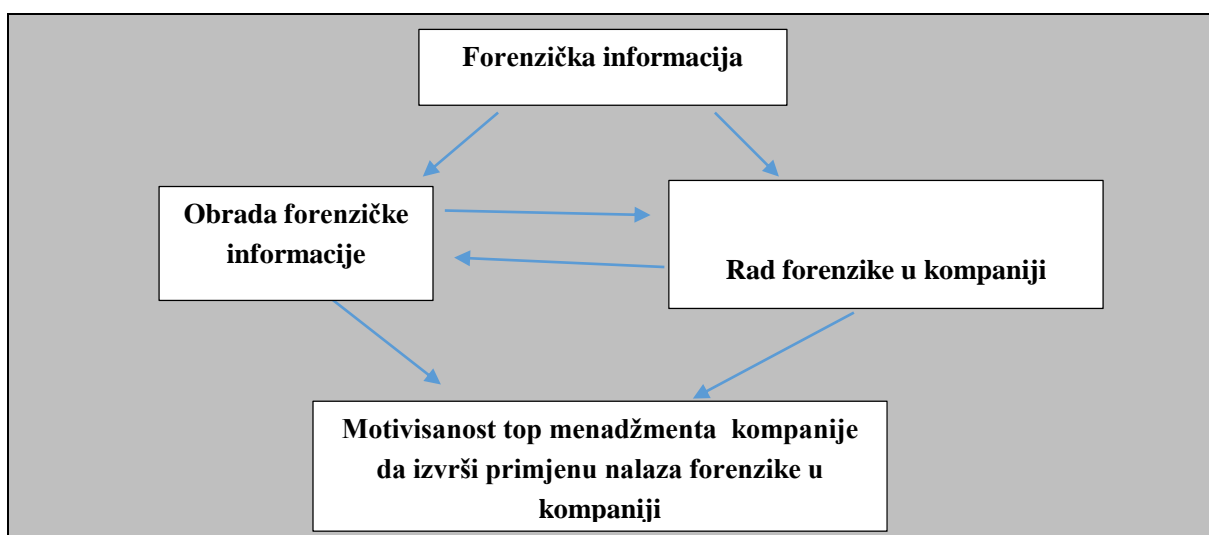 Forenzička informacija
Obrada forenzičke
informacije
Rad forenzike u kompaniji
Motivisanost top menadžmenta kompanije
da izvrši primjenu nalaza forenzike u
kompaniji